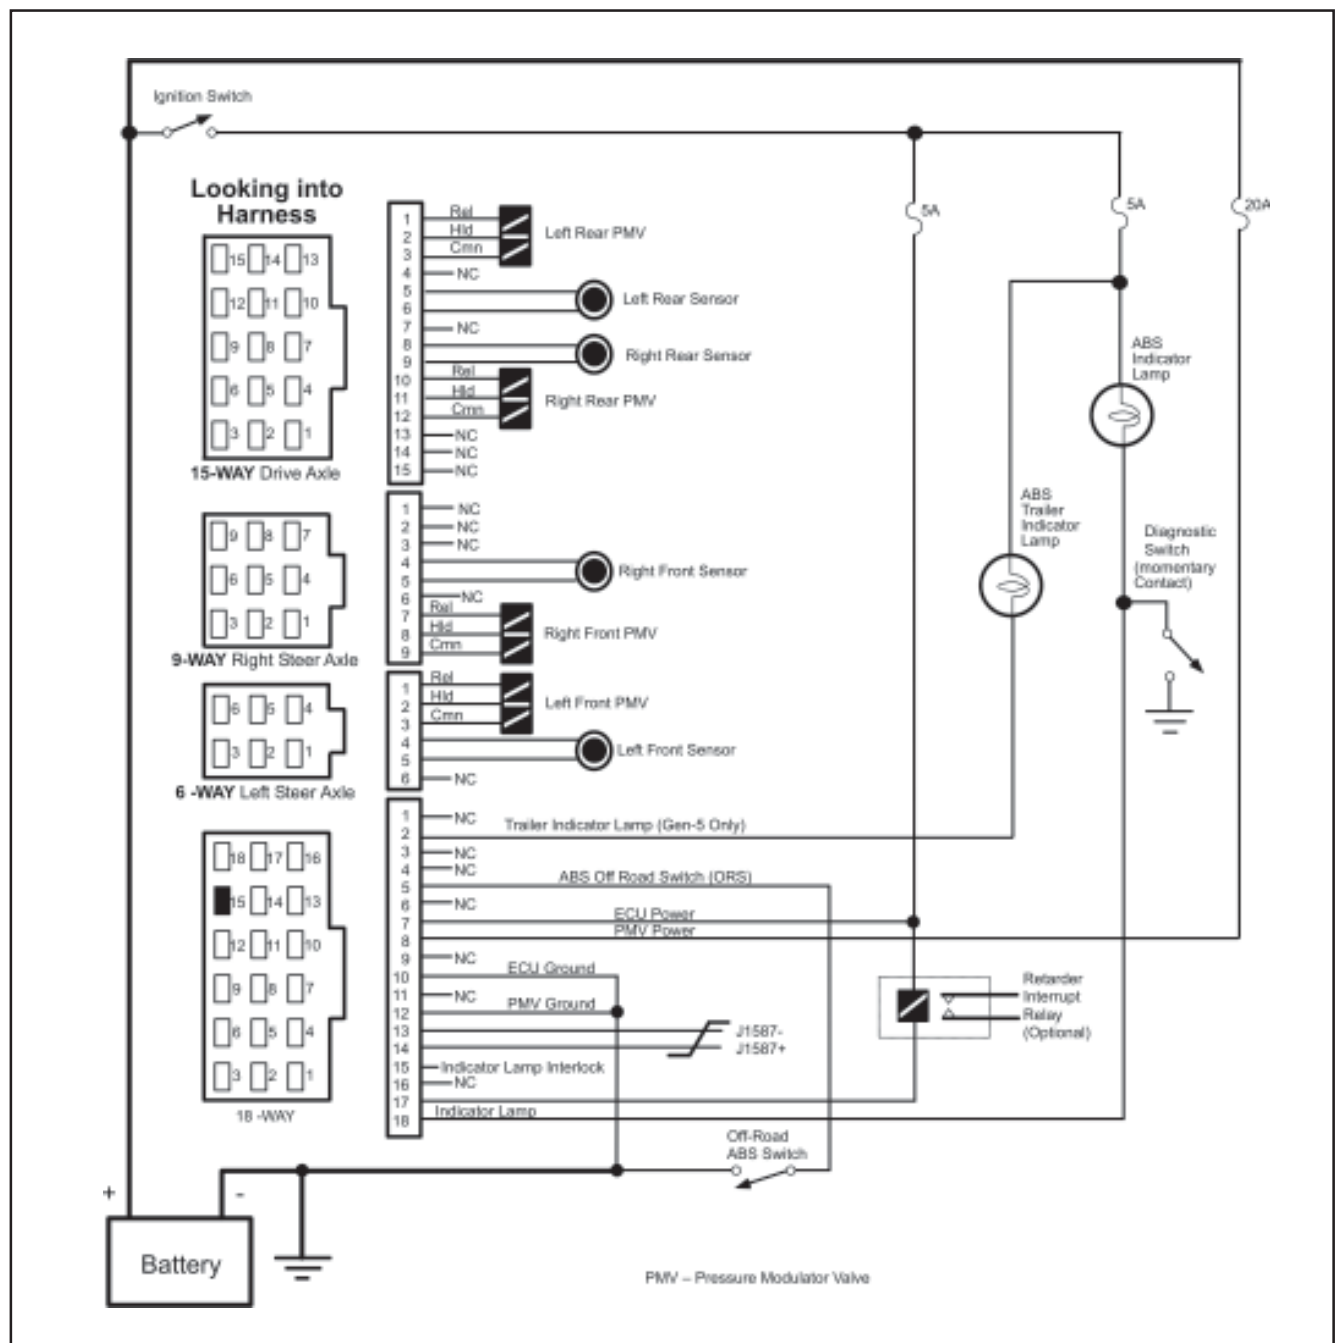 Ignition Switch
Looking into
Harness
15 14 13
12 11 10
9 8 7
6 5 4
3 2 1
15-WAY Drive Axle
9 8 7
6 5 4
3 2 1
9-WAY Right Steer Axle
6 5 4
3 2 1
6 -WAY Left Steer Axle
18 17 16
15 14 13
12 11 10
9 8 7
6 5 4
3 2 1
18 -WAY
1 Rel
2 Hld
3 Cmn
Left Rear PMV
4 NC
5
6
Left Rear Sensor
7 NC
8
9
Right Rear Sensor
10 Rel
11 Hld
12 Cmn
Right Rear PMV
13 NC
14 NC
15 NC
1 NC
2 NC
3 NC
4
5
Right Front Sensor
6 NC
7 Rel
8 Hld
9 Cmn
Right Front PMV
1 Rel
2 Hld
3 Cmn
Left Front PMV
4
5
Left Front Sensor
6 NC
1 NC
2 Trailer Indicator Lamp (Gen-5 Only)
3 NC
4 NC
5 ABS Off Road Switch (ORS)
6 NC
7 ECU Power
8 PMV Power
9 NC
10 ECU Ground
11 NC
12 PMV Ground
13 J1587-
14 J1587+
15 Indicator Lamp Interlock
16 NC
17
18 Indicator Lamp
5A
5A
20A
ABS
Indicator
Lamp
ABS
Trailer
Indicator
Lamp
Diagnostic
Switch
(momentary
Contact)
Retarder
Interrupt
Relay
(Optional)
Off-Road
ABS Switch
+ -
Battery
PMV – Pressure Modulator Valve